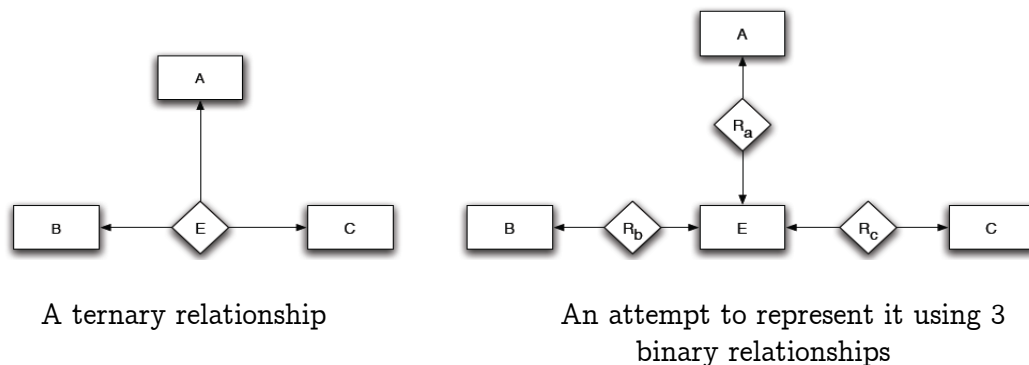 A
B
E
C
A ternary relationship
A
Ra
B
Rb
E
Rc
C
An attempt to represent it using 3
binary relationships